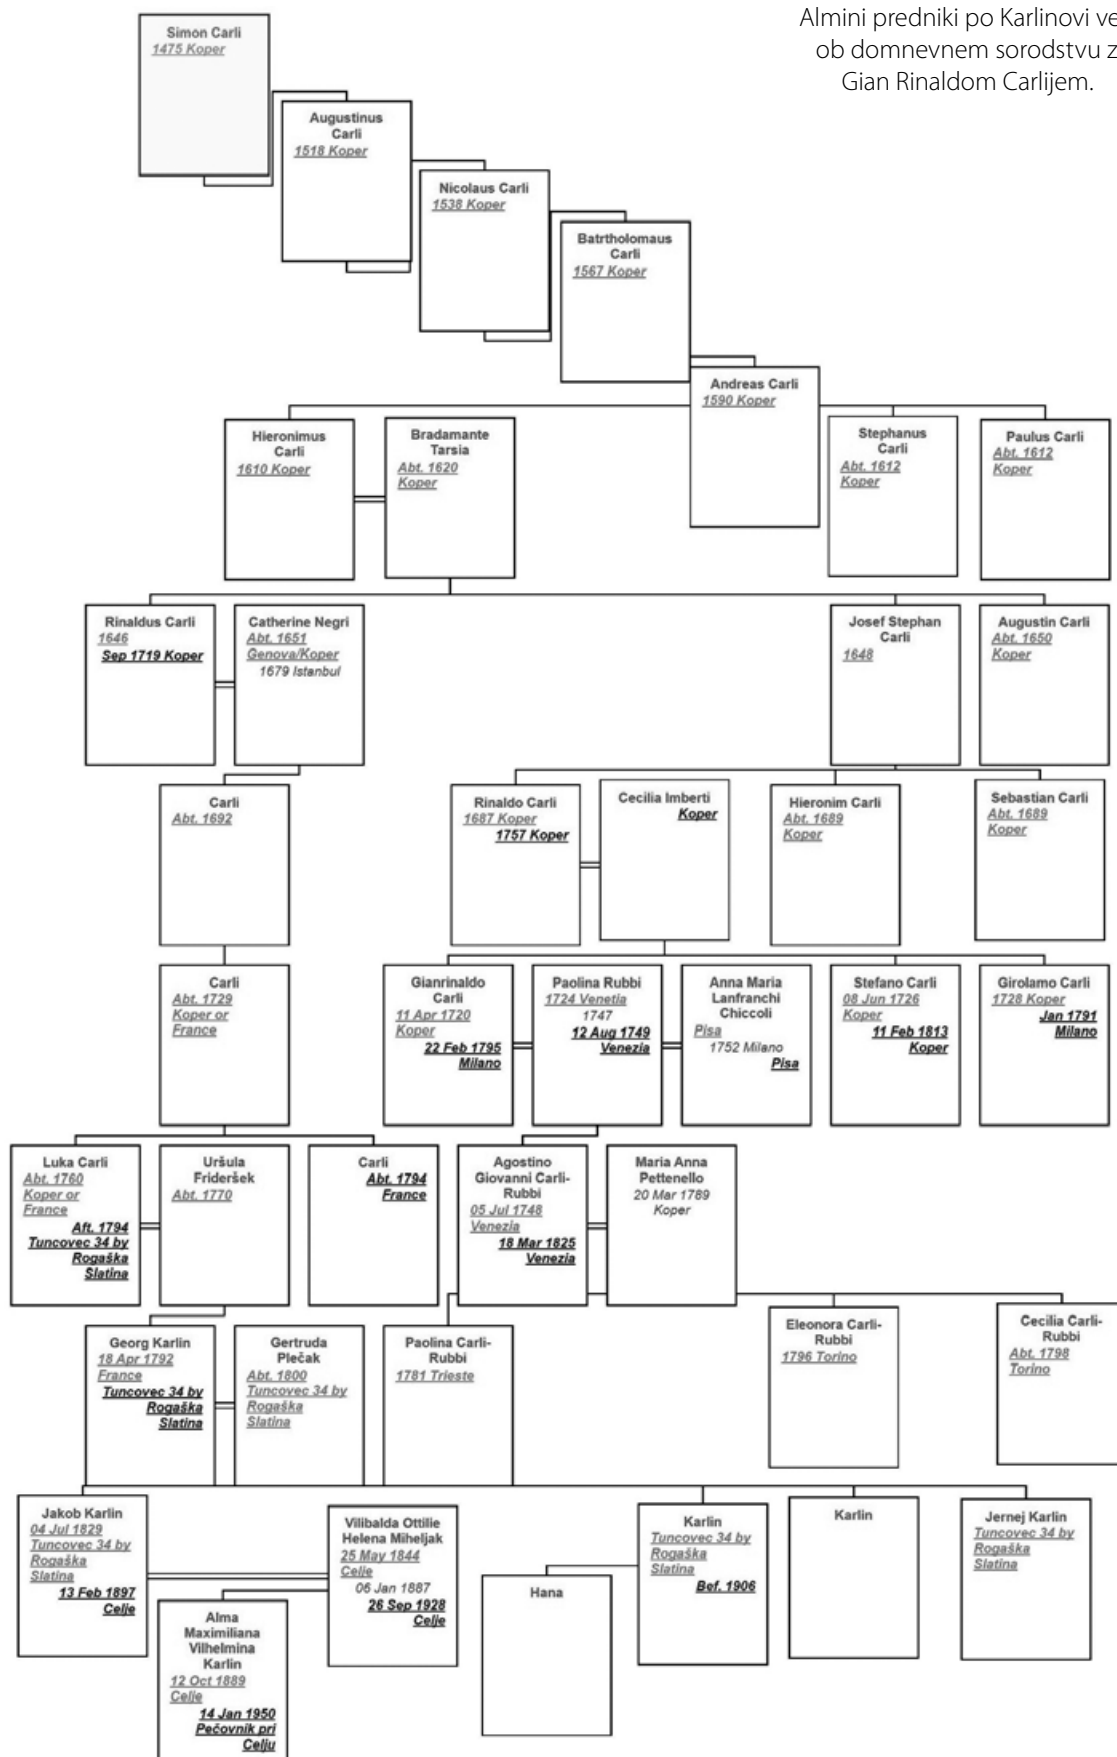 Almini predniki po Karlinovi ve
ob domnevnem sorodstvu z
Gian Rinaldom Carlijem.
Simon Carli
1475 Koper
Augustinus
Carli
1518 Koper
Nicolaus Carli
1538 Koper
Batrtholomaus
Carli
1567 Koper
Andreas Carli
1590 Koper
Hieronimus
Carli
1610 Koper
Bradamante
Tarsia
Abt. 1620
Koper
Stephanus
Carli
Abt. 1612
Koper
Paulus Carli
Abt. 1612
Koper
Rinaldus Carli
1646
Sep 1719 Koper
Catherine Negri
Abt. 1651
Genova/Koper
1679 Istanbul
Josef Stephan
Carli
1648
Augustin Carli
Abt. 1650
Koper
Carli
Abt. 1692
Rinaldo Carli
1687 Koper
1757 Koper
Cecilia Imberti
Koper
Hieronim Carli
Abt. 1689
Koper
Sebastian Carli
Abt. 1689
Koper
Carli
Abt. 1729
Koper or
France
Gianrinaldo
Carli
11 Apr 1720
Koper
22 Feb 1795
Milano
Paolina Rubbi
1724 Venetia
1747
12 Aug 1749
Venezia
Anna Maria
Lanfranchi
Chiccoli
Pisa
1752 Milano
Pisa
Stefano Carli
08 Jun 1726
Koper
11 Feb 1813
Koper
Girolamo Carli
1728 Koper
Jan 1791
Milano
Luka Carli
Abt. 1760
Koper or
France
Aft. 1794
Tuncovec 34 by
Rogaška
Slatina
Uršula
Frideršek
Abt. 1770
Carli
Abt. 1794
France
Agostino
Giovanni Carli-
Rubbi
05 Jul 1748
Venezia
18 Mar 1825
Venezia
Maria Anna
Pettenello
20 Mar 1789
Koper
Georg Karlin
18 Apr 1792
France
Tuncovec 34 by
Rogaška
Slatina
Gertruda
Plečak
Abt. 1800
Tuncovec 34 by
Rogaška
Slatina
Paolina Carli-
Rubbi
1781 Trieste
Eleonora Carli-
Rubbi
1796 Torino
Cecilia Carli-
Rubbi
Abt. 1798
Torino
Jakob Karlin
04 Jul 1829
Tuncovec 34 by
Rogaška
Slatina
13 Feb 1897
Celje
Vilibalda Ottilie
Helena Miheljak
25 May 1844
Celje
06 Jan 1887
26 Sep 1928
Celje
Karlin
Tuncovec 34 by
Rogaška
Slatina
Bef. 1906
Karlin
Jernej Karlin
Tuncovec 34 by
Rogaška
Slatina
Hana
Alma
Maximiliana
Vilhelmina
Karlin
12 Oct 1889
Celje
14 Jan 1950
Pečovnik pri
Celju